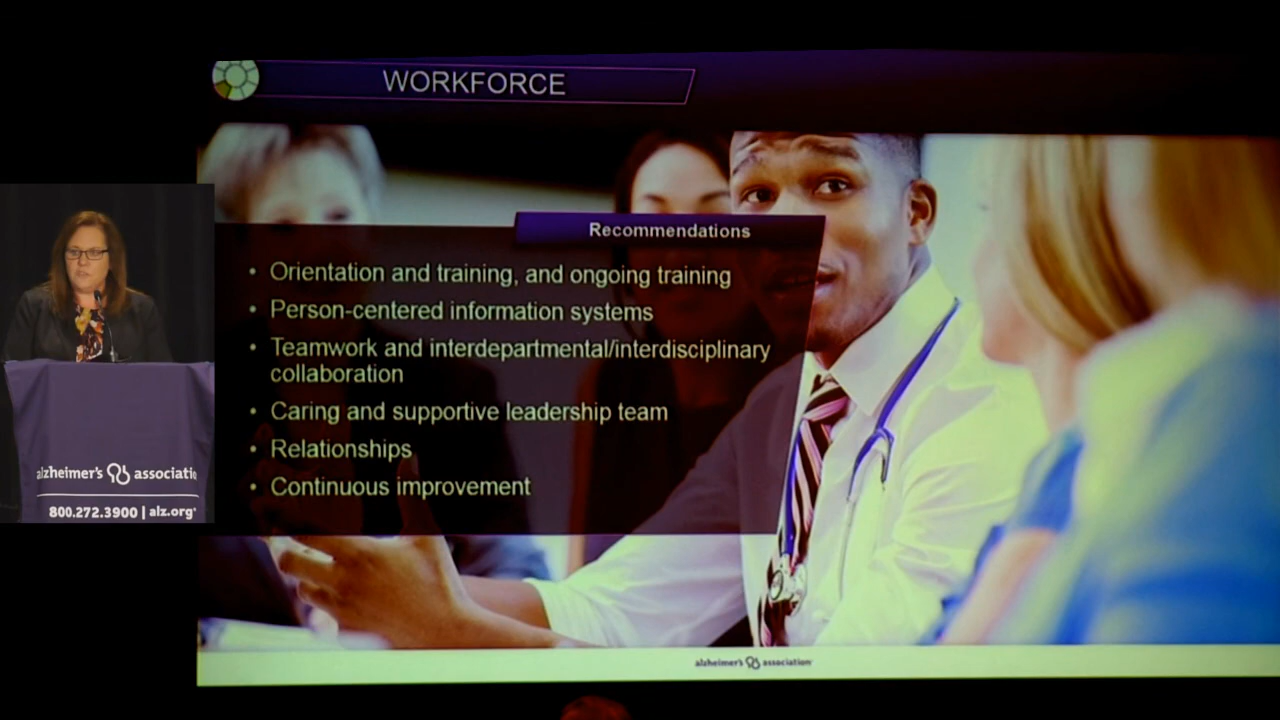 WORKFORCE
Recommendations
• Orientation and training, and ongoing training
• Person-centered information systems
• Teamwork and interdepartmental/interdisciplinary
collaboration
• Caring and supportive leadership team
• Relationships
• Continuous improvement
alzheimer's association
800.272.3900 | alz.org
alzheimer's association